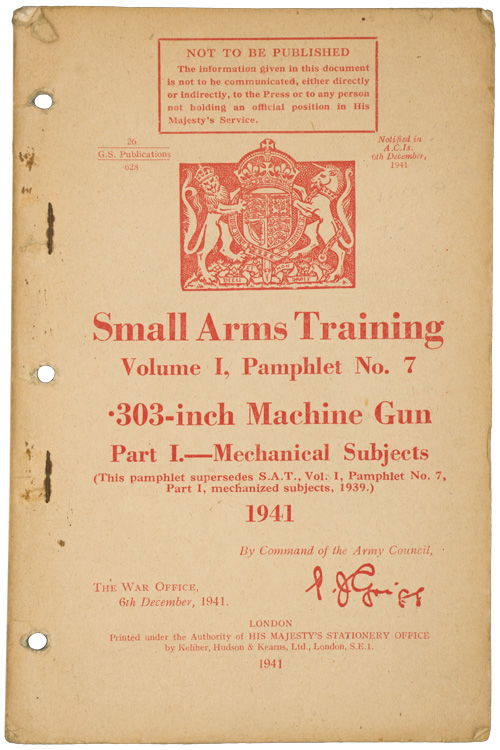 NOT TO BE PUBLISHED
The information given in this document
is not to be communicated, either directly
or indirectly, to the Press or to any person
not holding an official position in His
Majesty's Service.
26
G.S. Publications
628
Notified in
A.C.Is.
6th December,
1941
Small Arms Training
Volume I, Pamphlet No. 7
·303-inch Machine Gun
Part I.—Mechanical Subjects
(This pamphlet supersedes S.A.T., Vol. I, Pamphlet No. 7,
Part I, mechanized subjects, 1939.)
1941
By Command of the Army Council,
THE WAR OFFICE,
6th December, 1941.
LONDON
Printed under the Authority of HIS MAJESTY'S STATIONERY OFFICE
by Keliher, Hudson & Kearns, Ltd., London, S.E.1.
1941